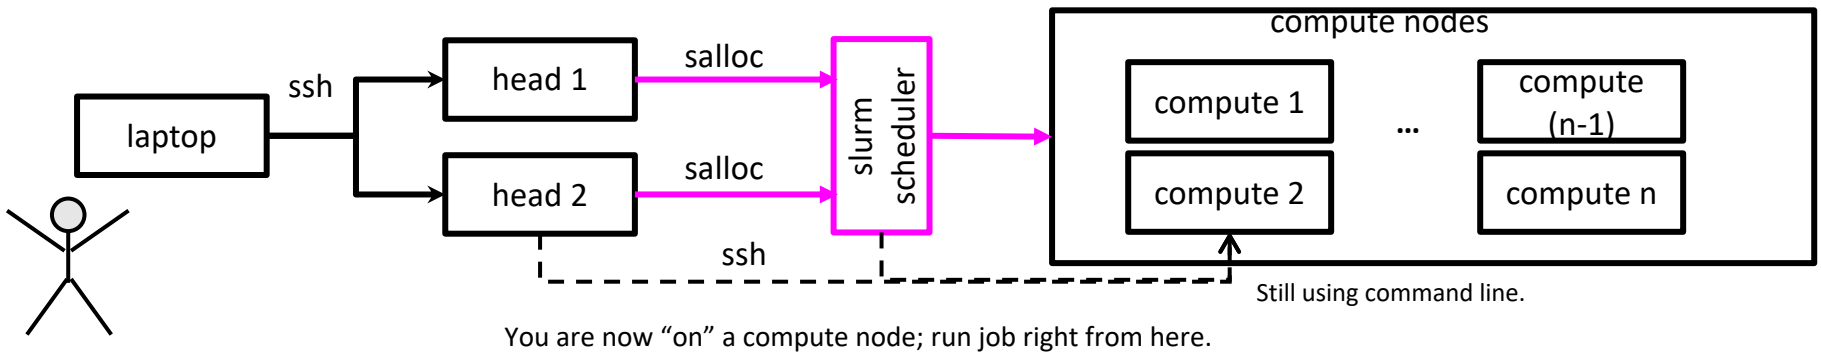 compute nodes
ssh
laptop
head 1
head 2
salloc
salloc
slurm
scheduler
compute 1
compute 2
...
compute
(n-1)
compute n
ssh
Still using command line.
You are now “on” a compute node; run job right from here.